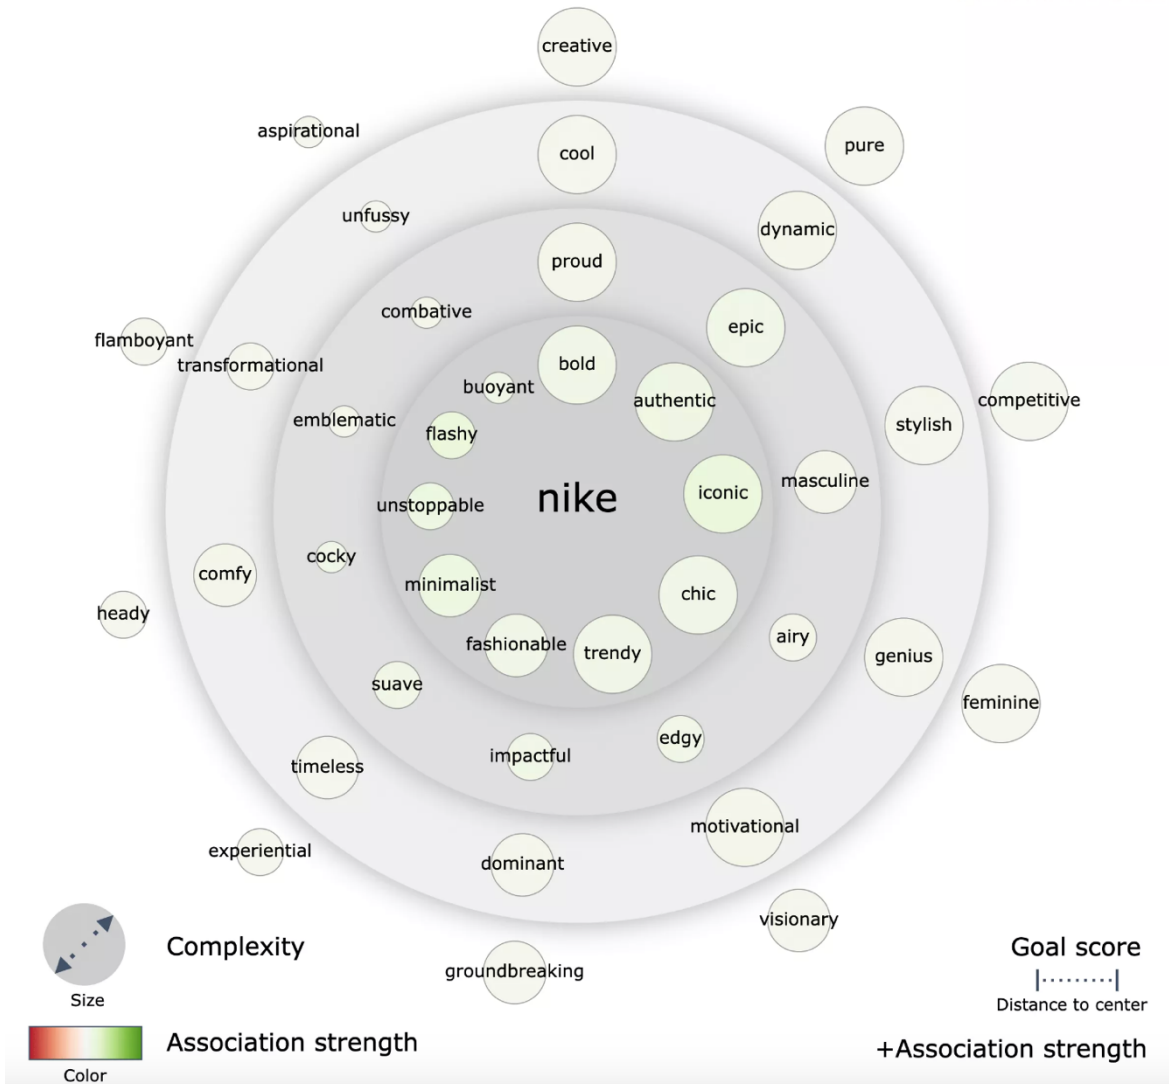 creative
aspirational
pure
cool
unfussy
dynamic
proud
combative
epic
flamboyant
transformational
bold
buoyant
authentic
competitive
emblematic
stylish
flashy
masculine
iconic
nike
unstoppable
cocky
comfy
minimalist
chic
heady
airy
fashionable
trendy
genius
suave
feminine
edgy
impactful
timeless
motivational
experiential
dominant
visionary
groundbreaking
Complexity
Size
Association strength
Color
Goal score
Distance to center
+Association strength